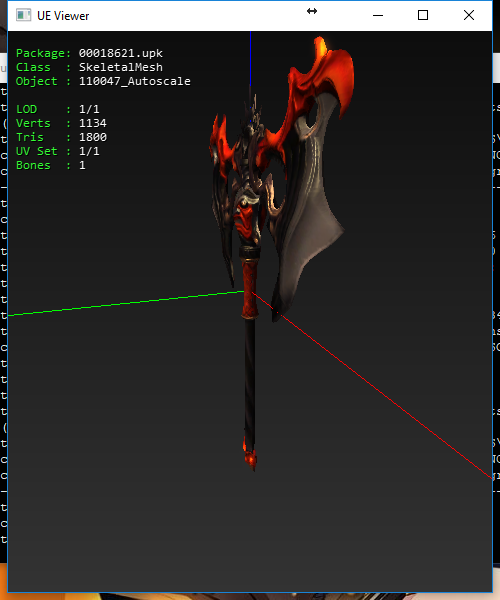 UE Viewer
Package: 00018621.upk
Class : SkeletalMesh
Object : 110047_Autoscale
LOD : 1/1
Verts : 1134
Tris : 1800
UV Set : 1/1
Bones : 1